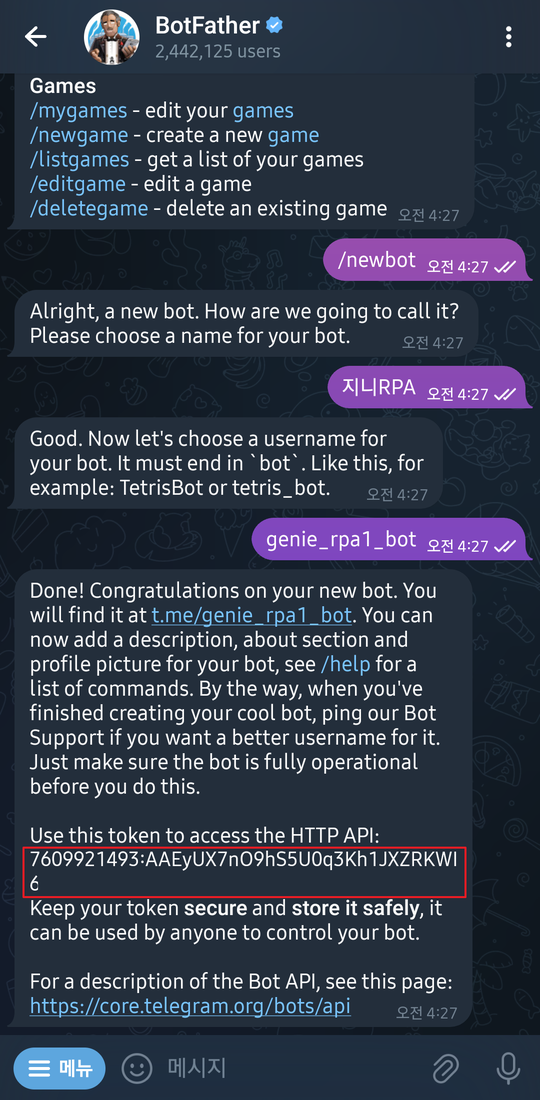 BotFather
2,442,125 users
Games
/mygames - edit your games
/newgame - create a new game
/listgames - get a list of your games
/editgame - edit a game
/deletegame - delete an existing game 오전 4:27
/newbot 오전 4:27
Alright, a new bot. How are we going to call it?
Please choose a name for your bot. 오전 4:27
지니RPA 오전 4:27
Good. Now let's choose a username for
your bot. It must end in `bot`. Like this, for
example: TetrisBot or tetris_bot. 오전 4:27
genie_rpa1_bot 오전 4:27
Done! Congratulations on your new bot. You
will find it at t.me/genie_rpa1_bot. You can
now add a description, about section and
profile picture for your bot, see /help for a
list of commands. By the way, when you've
finished creating your cool bot, ping our Bot
Support if you want a better username for it.
Just make sure the bot is fully operational
before you do this.
Use this token to access the HTTP API:
7609921493:AAEyUX7nO9hS5U0q3Kh1JXZRKWI
6
Keep your token secure and store it safely, it
can be used by anyone to control your bot.
For a description of the Bot API, see this page:
https://core.telegram.org/bots/api 오전 4:27
메뉴 메시지